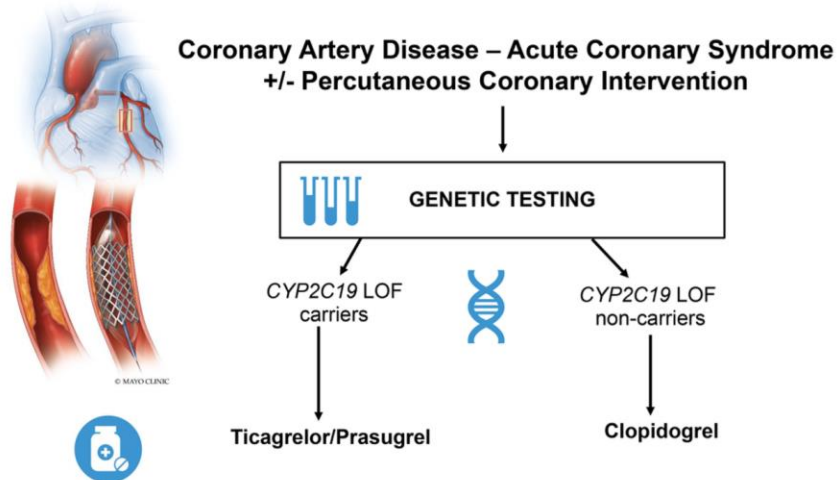 Coronary Artery Disease – Acute Coronary Syndrome
+/- Percutaneous Coronary Intervention
GENETIC TESTING
CYP2C19 LOF
carriers
CYP2C19 LOF
non-carriers
© MAYO CLINIC
Ticagrelor/Prasugrel
Clopidogrel